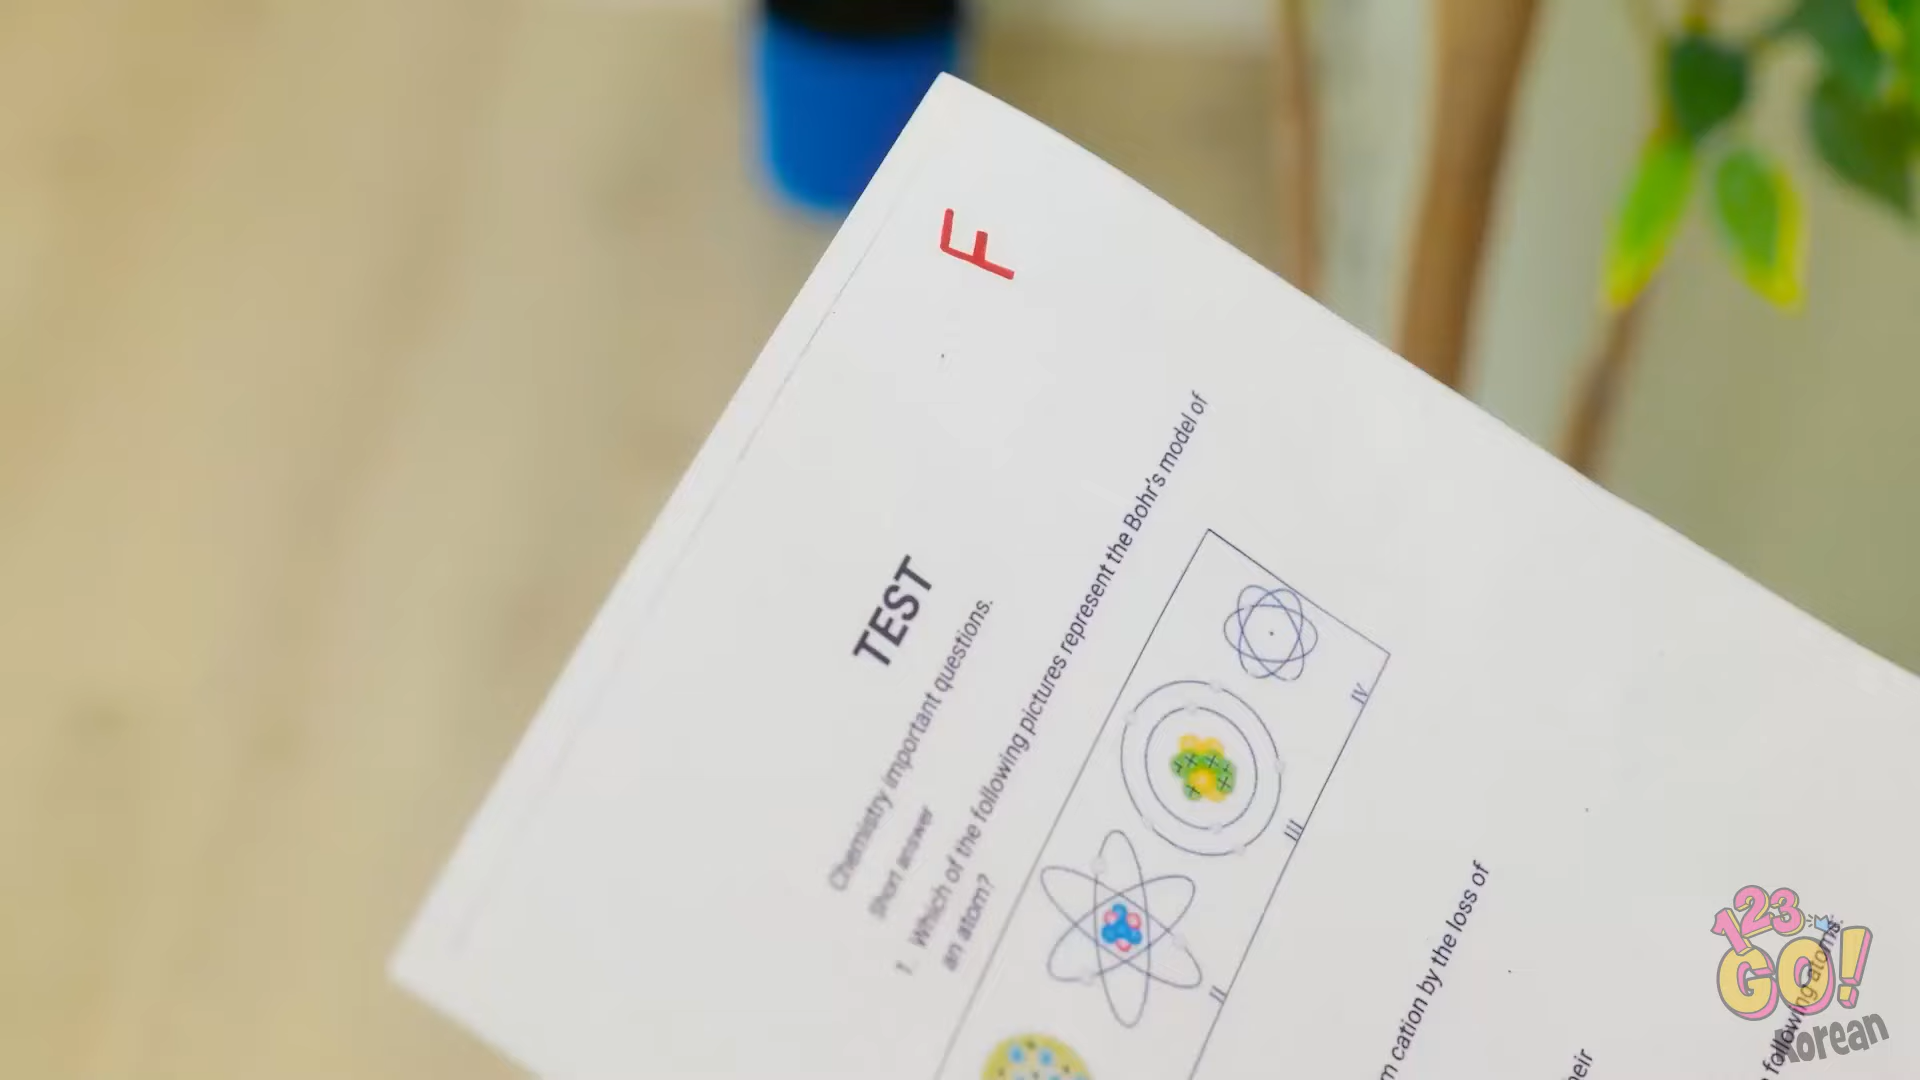 F
TEST
Chemistry important questions.
Short answer
1. Which of the following pictures represent the Bohr's model of
an atom?
II
III
IV
cation by the loss of
following atoms.
123
GO!
Korean